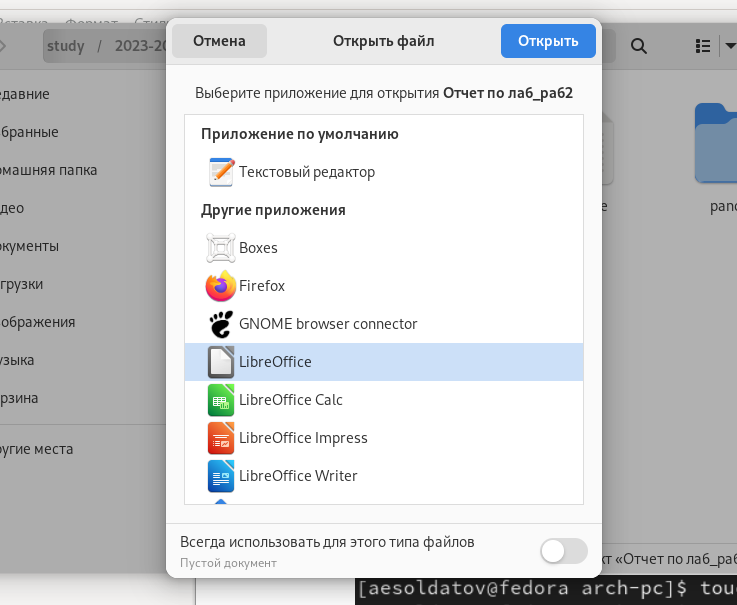 Вставка Формат Стил
study / 2023-20
Отмена
Открыть файл
Открыть
Выберите приложение для открытия Отчет по лаб_раб2
едавние
збранные
омашняя папка
део
окументы
грузки
зображения
узыка
рзина
ругие места
Приложение по умолчанию
Текстовый редактор
Другие приложения
Boxes
Firefox
GNOME browser connector
LibreOffice
LibreOffice Calc
LibreOffice Impress
LibreOffice Writer
e
pan
Всегда использовать для этого типа файлов
Пустой документ
кт «Отчет по лаб_раб
[aesoldatov@fedora arch-pc]$ tou